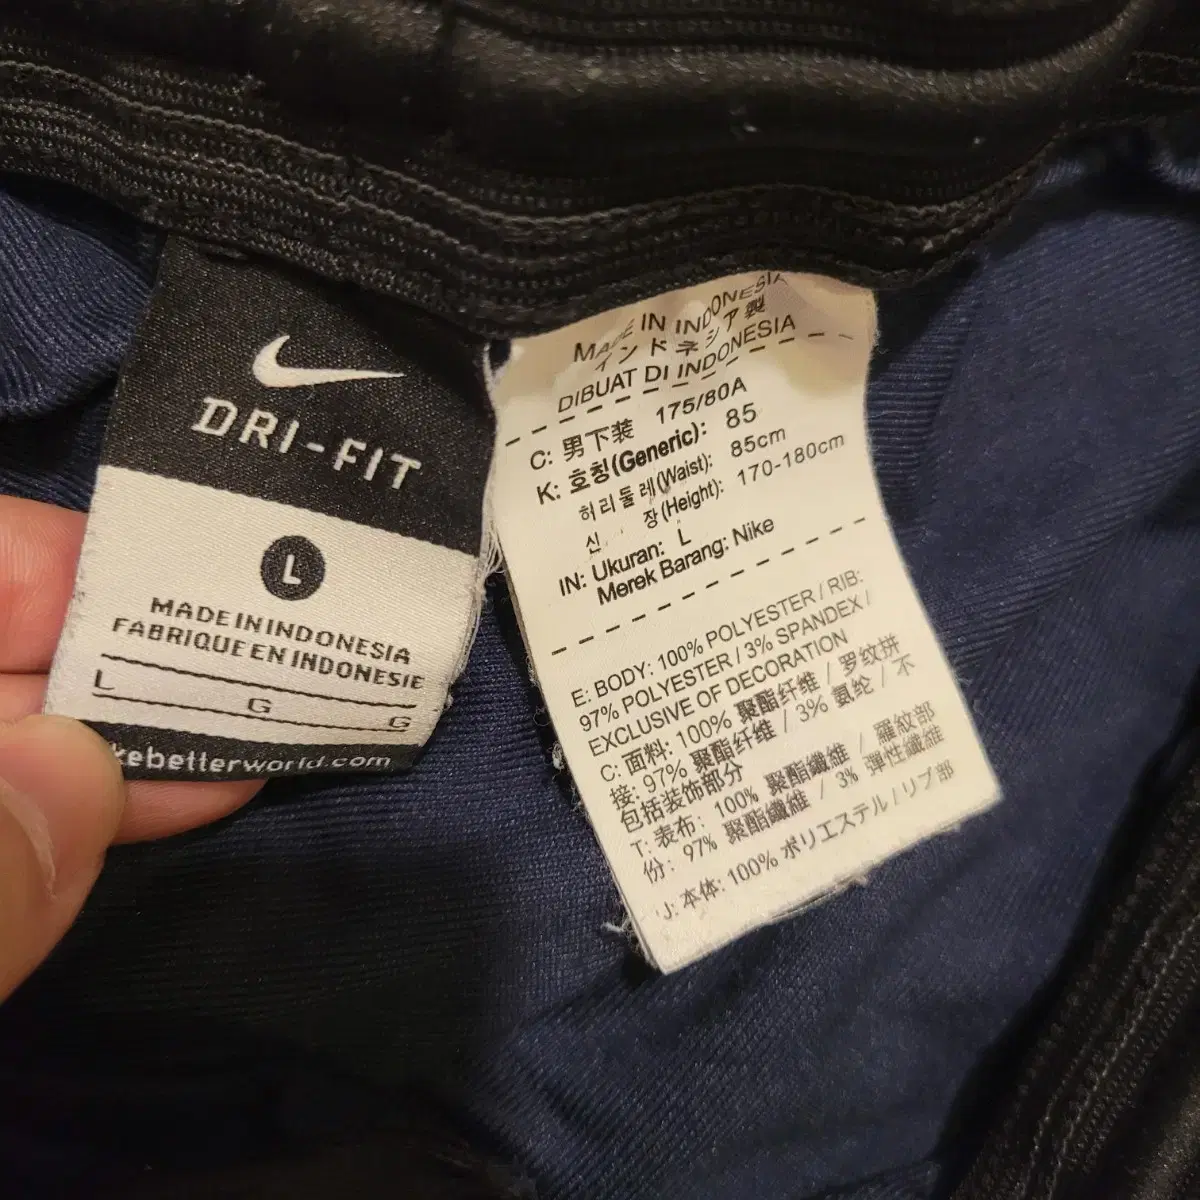 DRI-FIT
L
MADE IN INDONESIA
FABRIQUE EN INDONESIE
L G G
kebetterworld.com
MADE IN INDONESIA
インドネシア製
DIBUAT DI INDONESIA
C: 男下装 175/80A
K: 호칭(Generic): 85
허리둘레(Waist): 85cm
신 장(Height): 170-180cm
IN: Ukuran: L
Merek Barang: Nike
E: BODY: 100% POLYESTER / RIB:
97% POLYESTER / 3% SPANDEX /
EXCLUSIVE OF DECORATION
C: 面料: 100% 聚酯纤维 / 罗纹拼
接: 97% 聚酯纤维 / 3% 氨纶 / 不
包括装饰部分
T: 表布: 100% 聚酯纖維 / 羅紋部
份: 97% 聚酯纖維 / 3% 彈性纖維
J: 本体: 100% ポリエステル / リブ部